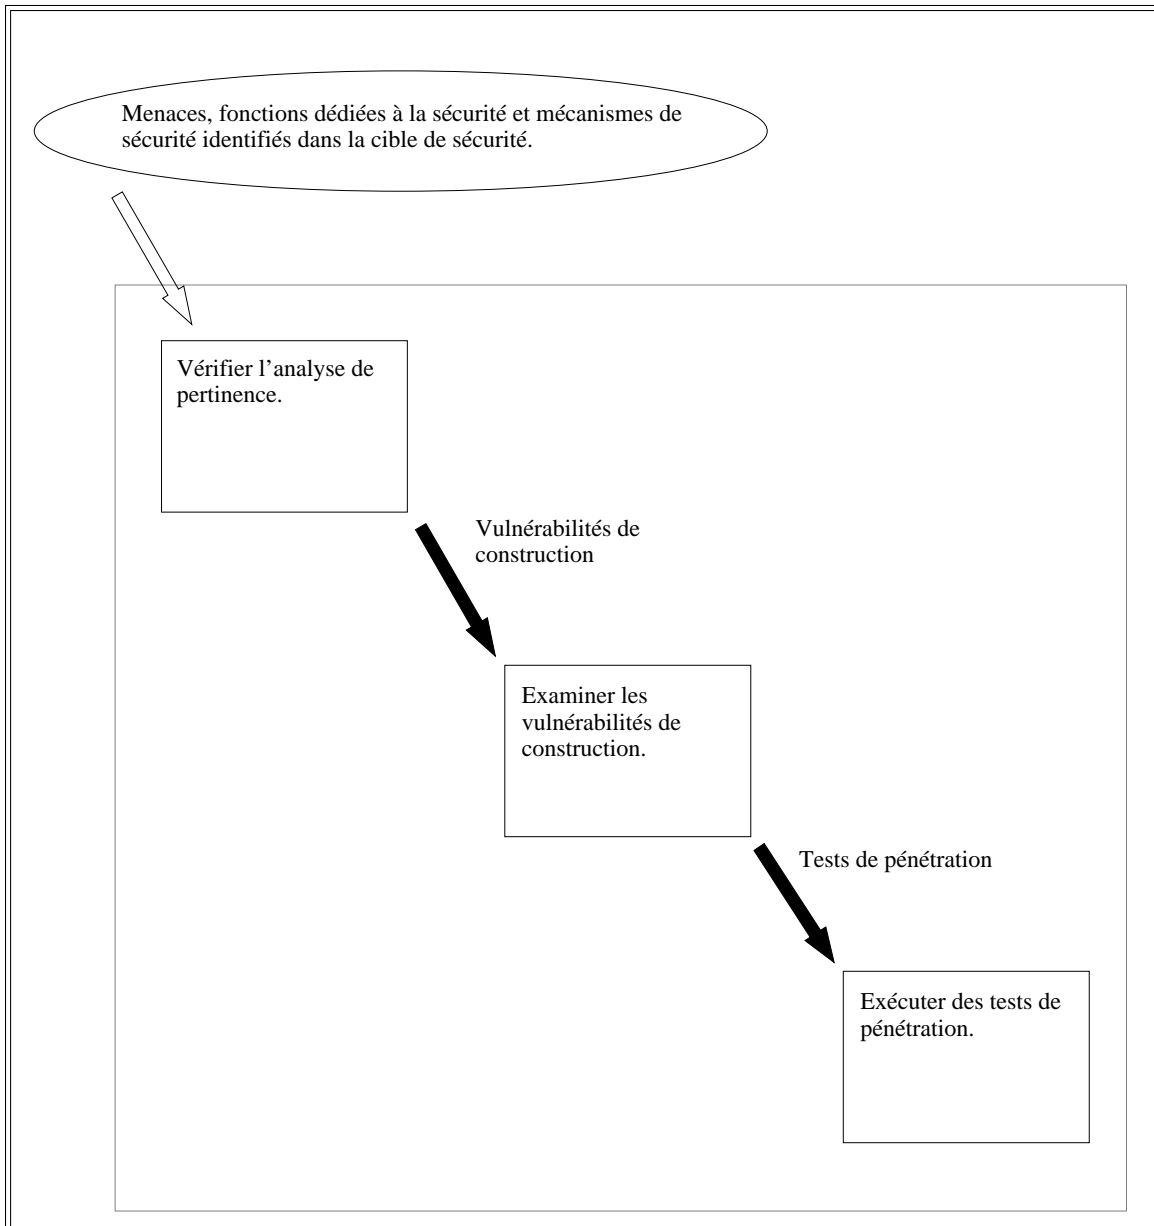 Menaces, fonctions dédiées à la sécurité et mécanismes de
sécurité identifiés dans la cible de sécurité.
Vérifier l’analyse de
pertinence.
Vulnérabilités de
construction
Examiner les
vulnérabilités de
construction.
Tests de pénétration
Exécuter des tests de
pénétration.